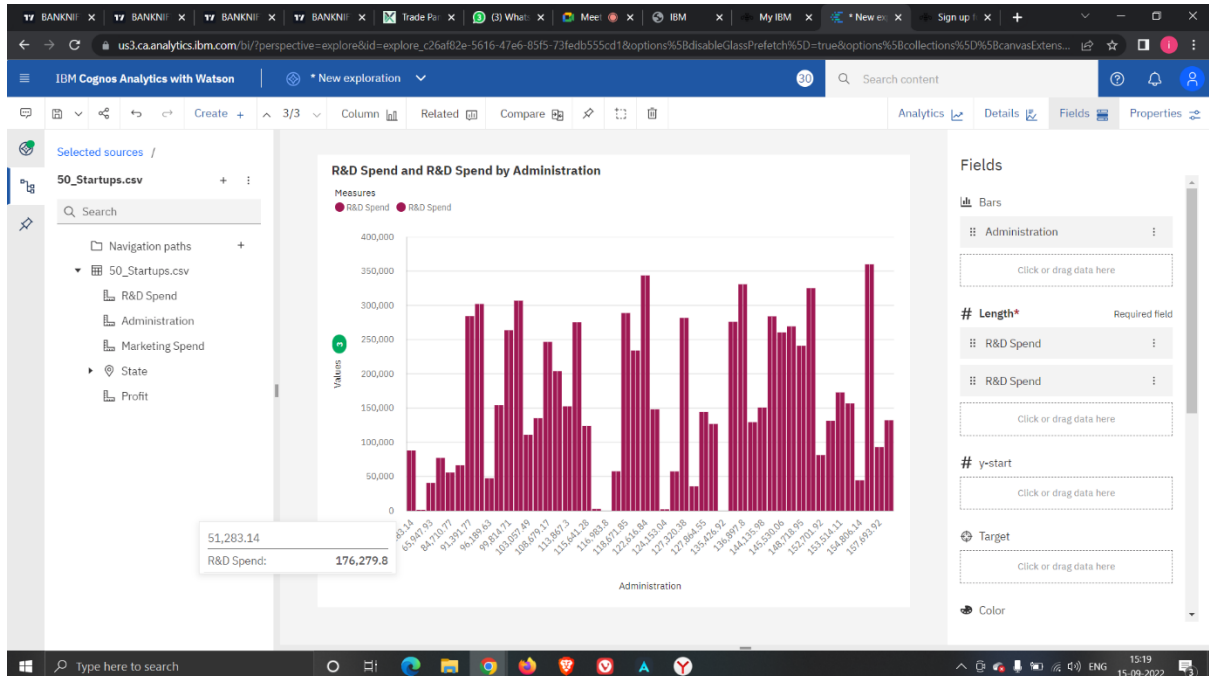 BANKNIF BANKNIF BANKNIF BANKNIF Trade Par (3) Whats Meet IBM My IBM * New ex Sign up f
us3.ca.analytics.ibm.com/bi/?perspective=explore&id=explore_c26af82e-5616-47e6-85f5-73fedb555cd1&options%5BdisableGlassPrefetch%5D=true&options%5Bcollections%5D%5BcanvasExtens...
IBM Cognos Analytics with Watson * New exploration 30 Search content
Create + 3/3 Column Related Compare Analytics Details Fields Properties
Selected sources /
50_Startups.csv
Search
Navigation paths
50_Startups.csv
R&D Spend
Administration
Marketing Spend
State
Profit
R&D Spend and R&D Spend by Administration
Measures
R&D Spend R&D Spend
400,000
350,000
300,000
250,000
200,000
150,000
100,000
50,000
0
Values
65,947.93 84,710.77 91,391.77 96,189.63 99,814.71 103,057.49 108,679.17 113,867.3 115,641.28 116,983.8 118,671.85 122,616.84 124,153.04 127,320.38 127,864.55 135,426.92 136,897.8 144,135.98 145,530.06 148,718.95 152,701.92 153,514.11 154,806.14 157,693.92
Administration
51,283.14
R&D Spend: 176,279.8
Fields
Bars
Administration
Click or drag data here
# Length* Required field
R&D Spend
R&D Spend
Click or drag data here
# y-start
Click or drag data here
Target
Click or drag data here
Color
Type here to search
ENG
15:19
15-09-2022
3